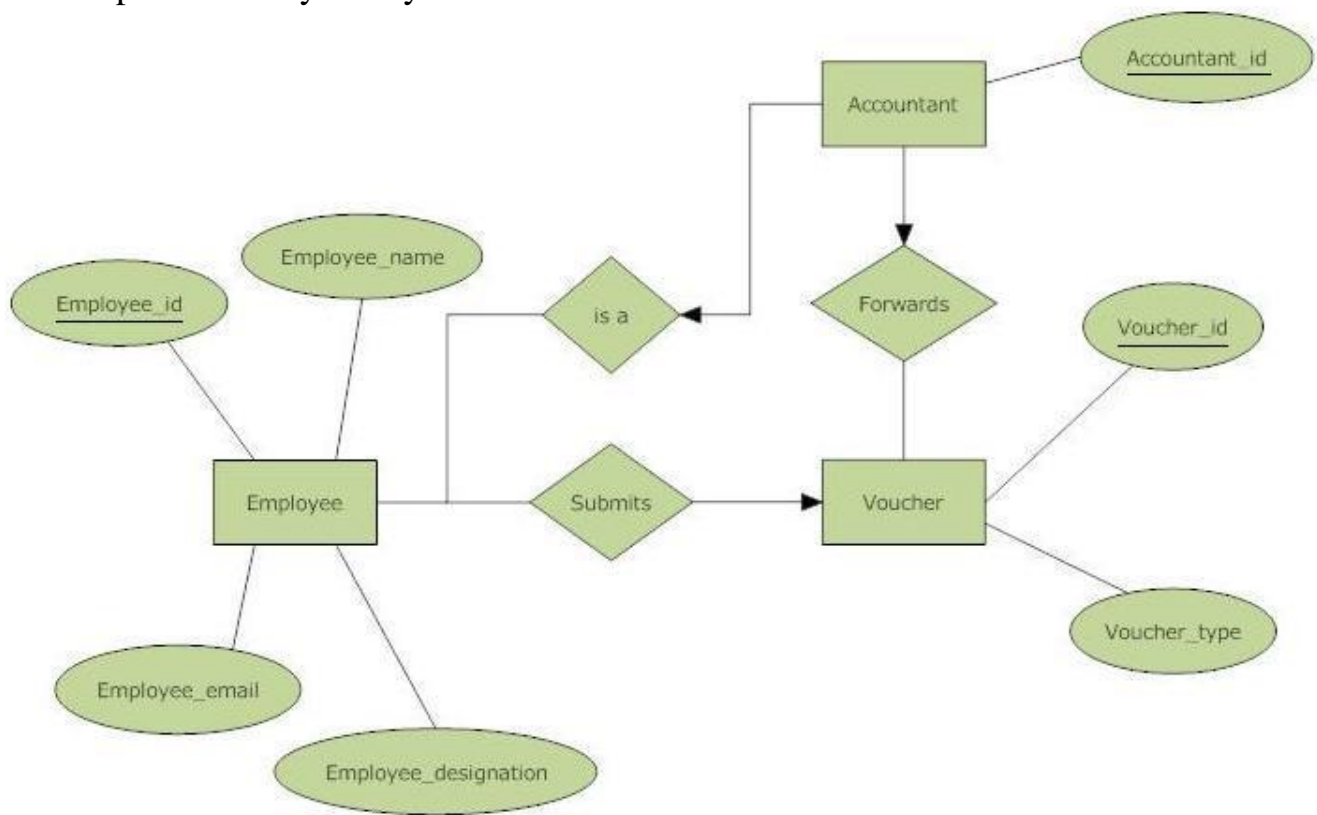 Accountant_id
Accountant
Employee_name
Employee_id
is a
Forwards
Voucher_id
Employee
Submits
Voucher
Voucher_type
Employee_email
Employee_designation